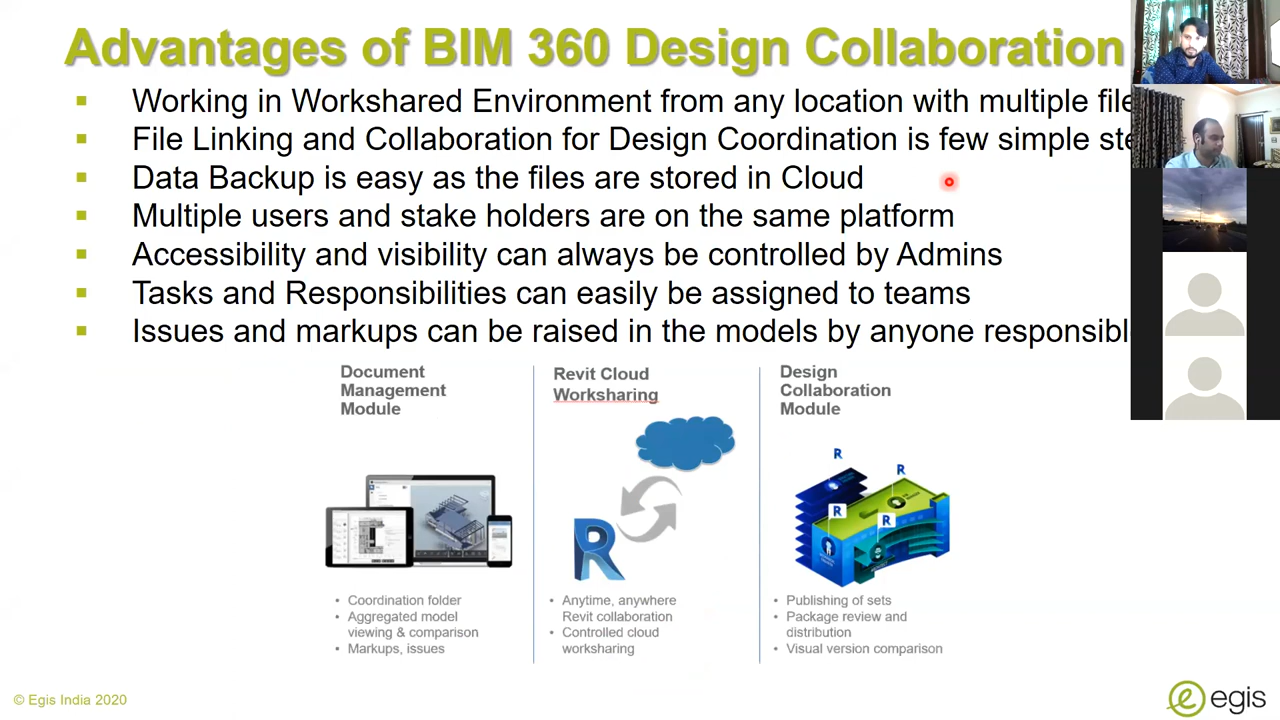 Advantages of BIM 360 Design Collaboration
Working in Workshared Environment from any location with multiple file
File Linking and Collaboration for Design Coordination is few simple ste
Data Backup is easy as the files are stored in Cloud
Multiple users and stake holders are on the same platform
Accessibility and visibility can always be controlled by Admins
Tasks and Responsibilities can easily be assigned to teams
Issues and markups can be raised in the models by anyone responsibl
Document
Management
Module
• Coordination folder
• Aggregated model
viewing & comparison
• Markups, issues
Revit Cloud
Worksharing
R
• Anytime, anywhere
Revit collaboration
• Controlled cloud
worksharing
Design
Collaboration
Module
R
R
R
R
• Publishing of sets
• Package review and
distribution
• Visual version comparison
© Egis India 2020
egis